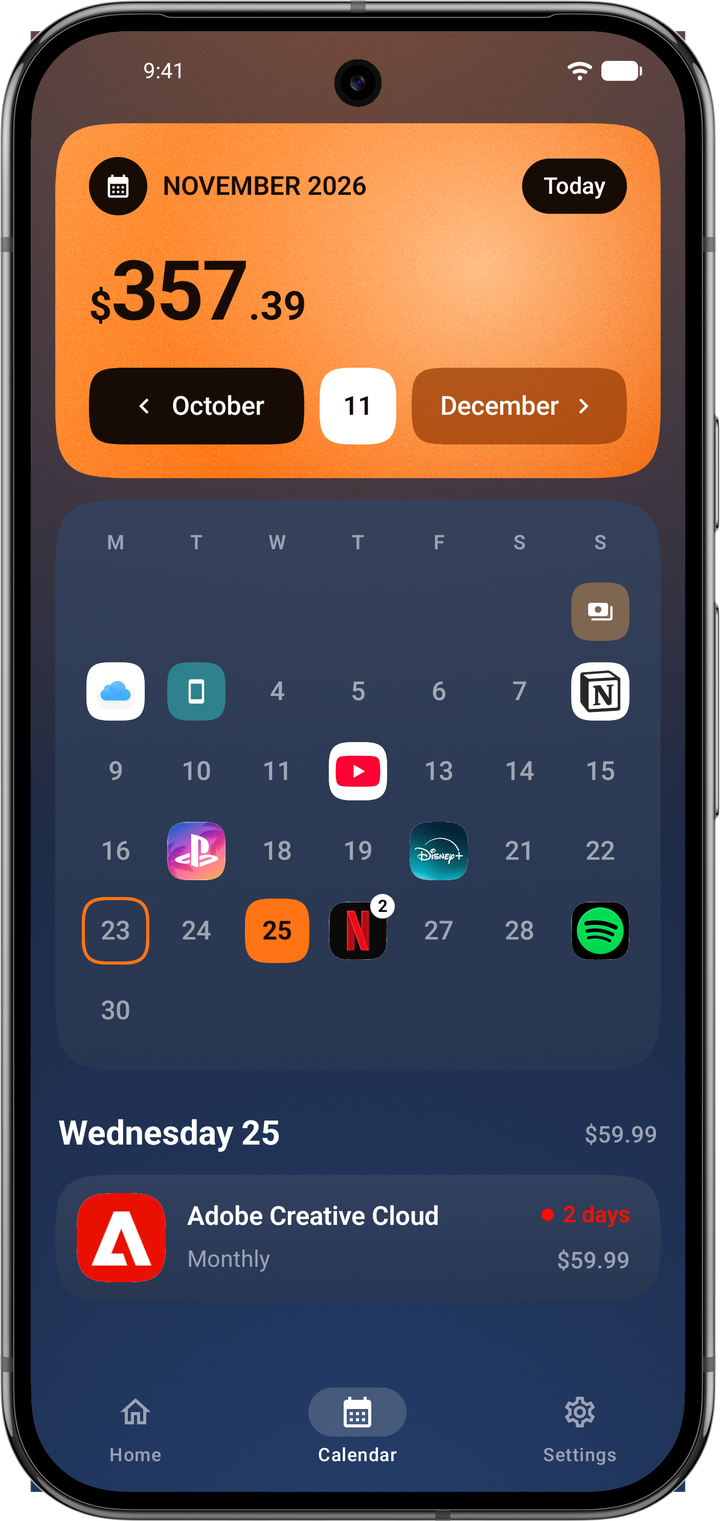 9:41
NOVEMBER 2026
Today
$357.39
October
11
December
M T W T F S S
4 5 6 7 N
9 10 11 13 14 15
16 18 19 Disney+ 21 22
23 24 25 N 2 27 28
30
Wednesday 25
$59.99
Adobe Creative Cloud
2 days
Monthly
$59.99
Home
Calendar
Settings